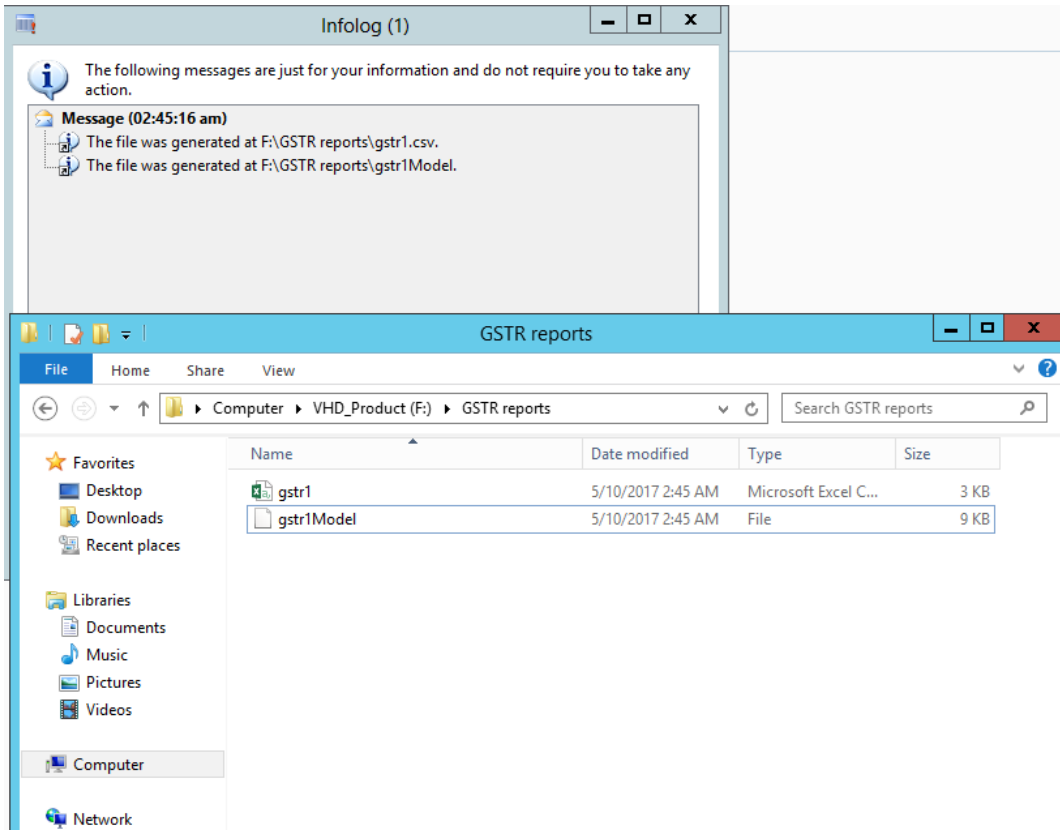 Infolog (1)
The following messages are just for your information and do not require you to take any
action.
Message (02:45:16 am)
The file was generated at F:\GSTR reports\gstr1.csv.
The file was generated at F:\GSTR reports\gstr1Model.
GSTR reports
File Home Share View
Computer VHD_Product (F:) GSTR reports Search GSTR reports
Name Date modified Type Size
gstr1 5/10/2017 2:45 AM Microsoft Excel C... 3 KB
gstr1Model 5/10/2017 2:45 AM File 9 KB
Favorites
Desktop
Downloads
Recent places
Libraries
Documents
Music
Pictures
Videos
Computer
Network